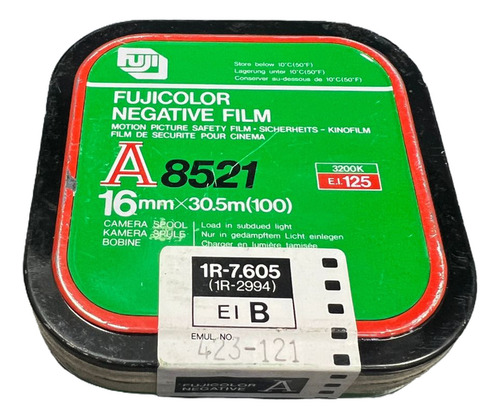 FUJI
Store below 10°C(50°F)
Lagerung unter 10°C(50°F)
Conserver au-dessous de 10°C(50°F)
FUJICOLOR
NEGATIVE FILM
MOTION PICTURE SAFETY FILM • SICHERHEITS - KINOFILM
FILM DE SÉCURITÉ POUR CINEMA
A 8521
3200K
E.I. 125
16mm×30.5m(100)
CAMERA SPOOL
KAMERA SPULE
BOBINE
Load in subdued light
Nur in gedämpftem Licht einlegen
Charger en lumière tamisée
1R-7.605
(1R-2994)
EI B
EMUL. NO.
423-121
FUJICOLOR
NEGATIVE
A